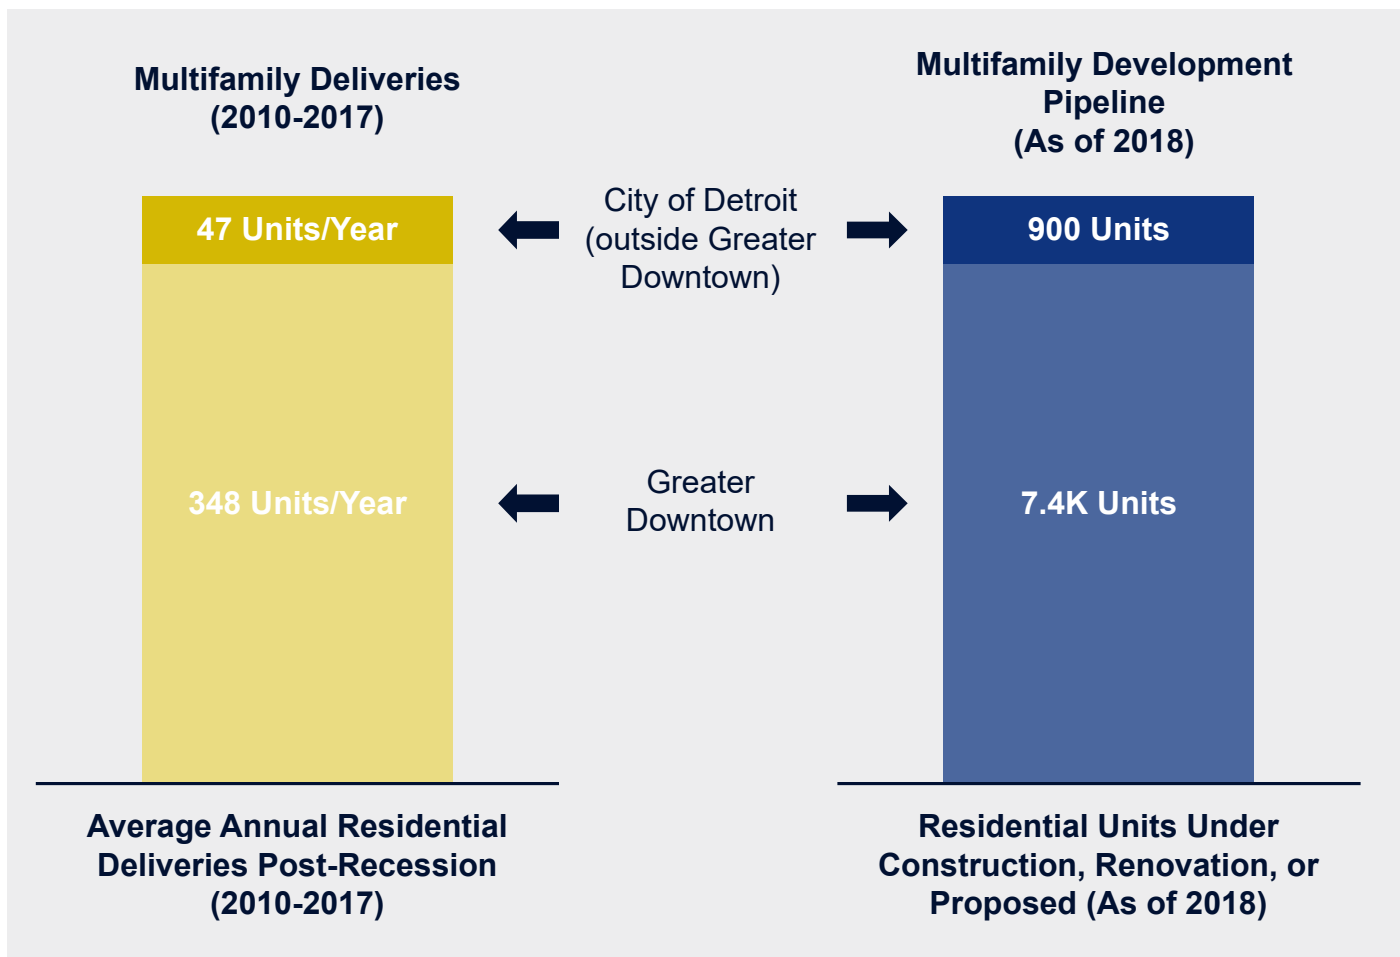 Multifamily Deliveries
(2010-2017)
Multifamily Development
Pipeline
(As of 2018)
47 Units/Year
City of Detroit
(outside Greater
Downtown)
900 Units
348 Units/Year
Greater
Downtown
7.4K Units
Average Annual Residential
Deliveries Post-Recession
(2010-2017)
Residential Units Under
Construction, Renovation, or
Proposed (As of 2018)